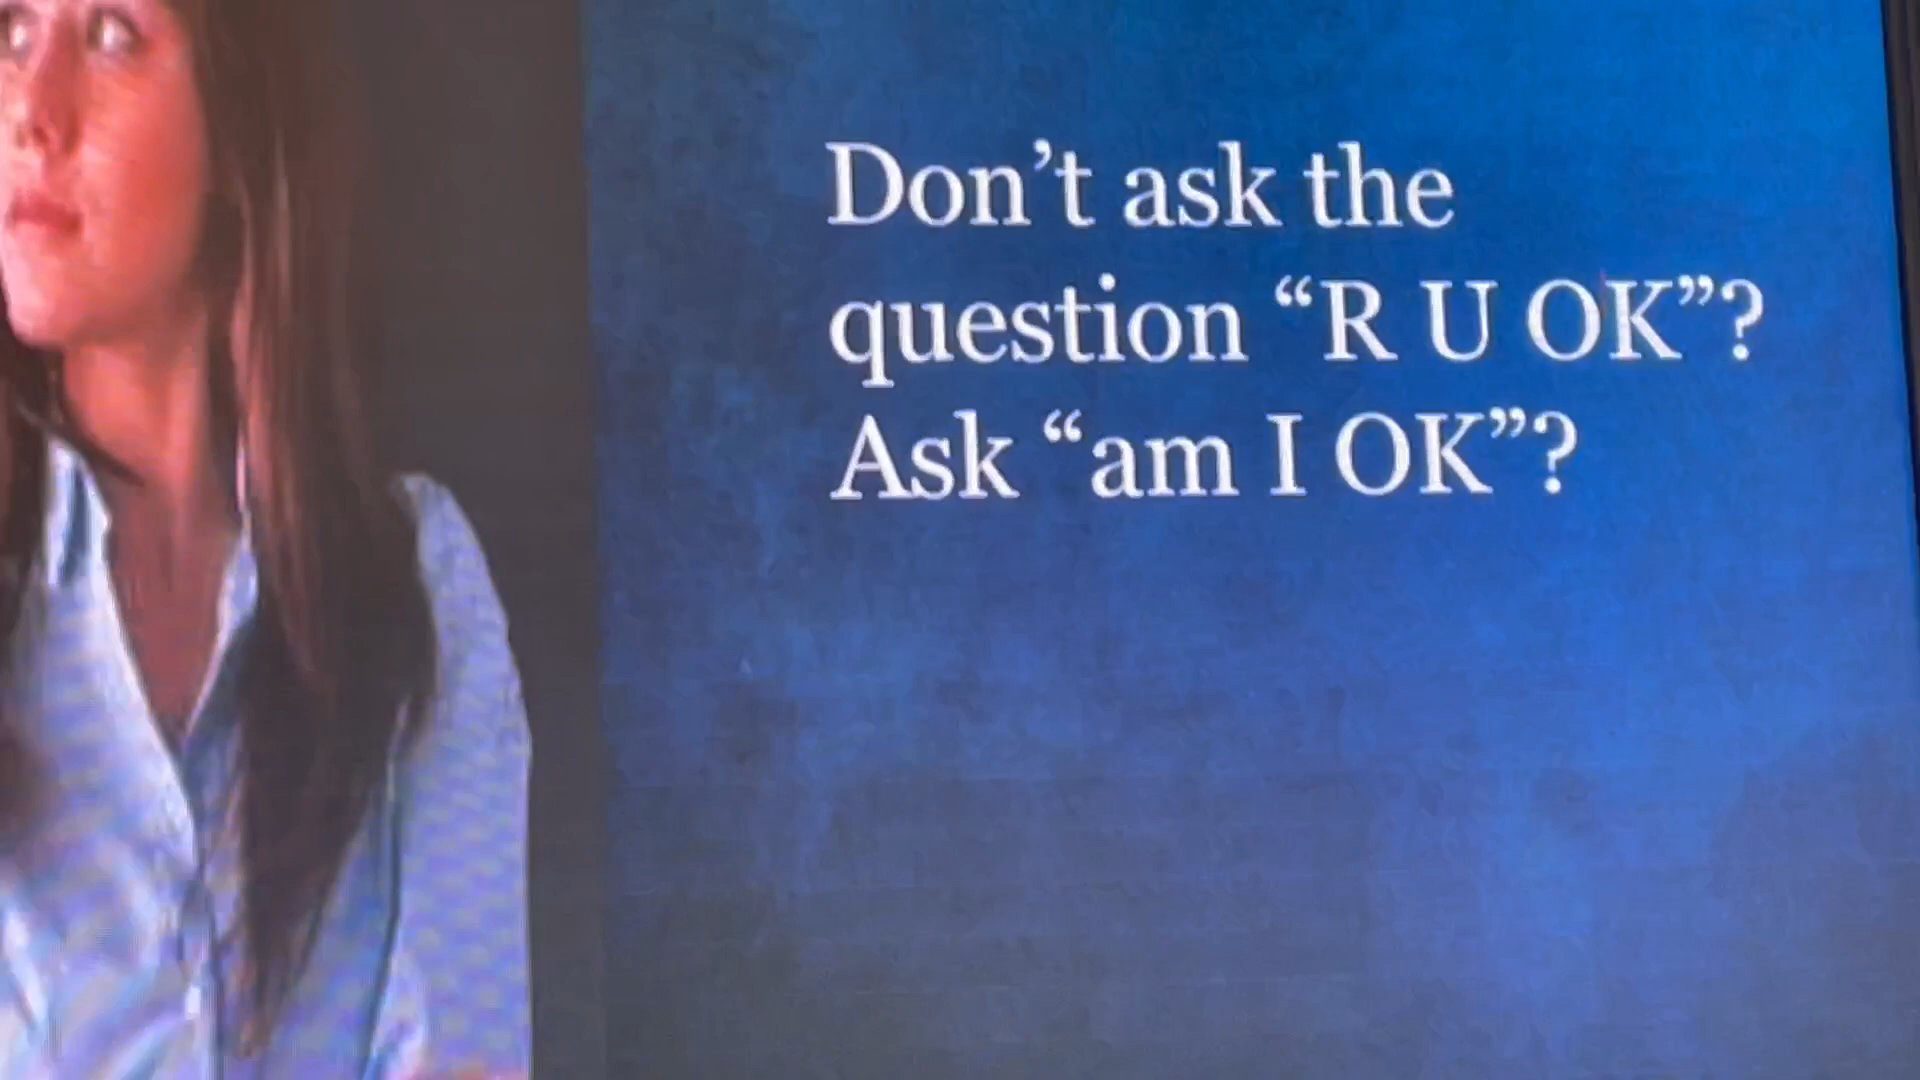 Don’t ask the
question “R U OK”?
Ask “am I OK”?